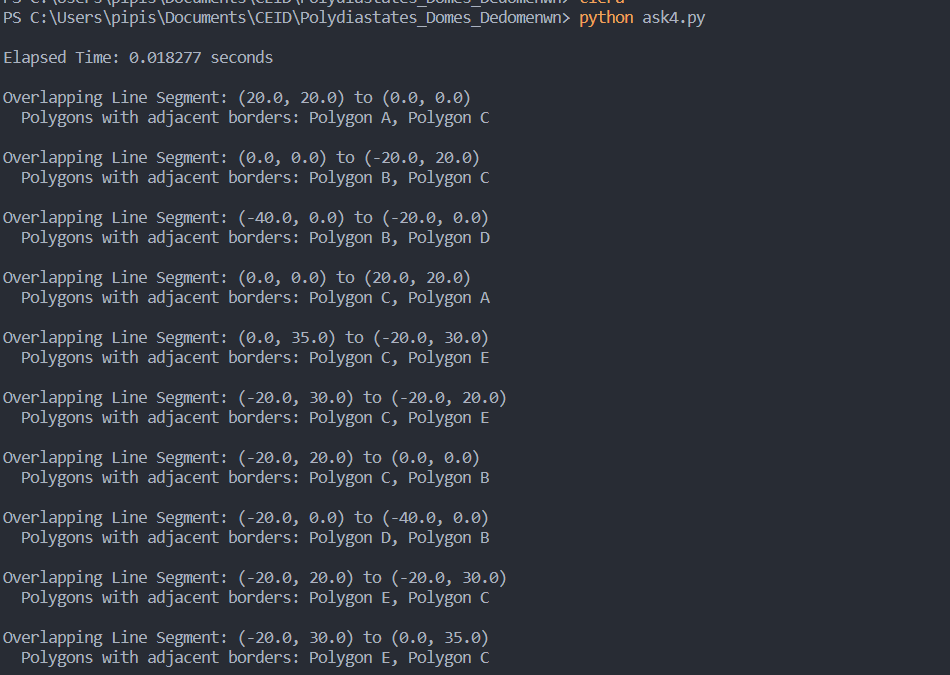 PS C:\Users\pipis\Documents\CEID\Polydiastates_Domes_Dedomenwn> python ask4.py
Elapsed Time: 0.018277 seconds
Overlapping Line Segment: (20.0, 20.0) to (0.0, 0.0)
Polygons with adjacent borders: Polygon A, Polygon C
Overlapping Line Segment: (0.0, 0.0) to (-20.0, 20.0)
Polygons with adjacent borders: Polygon B, Polygon C
Overlapping Line Segment: (-40.0, 0.0) to (-20.0, 0.0)
Polygons with adjacent borders: Polygon B, Polygon D
Overlapping Line Segment: (0.0, 0.0) to (20.0, 20.0)
Polygons with adjacent borders: Polygon C, Polygon A
Overlapping Line Segment: (0.0, 35.0) to (-20.0, 30.0)
Polygons with adjacent borders: Polygon C, Polygon E
Overlapping Line Segment: (-20.0, 30.0) to (-20.0, 20.0)
Polygons with adjacent borders: Polygon C, Polygon E
Overlapping Line Segment: (-20.0, 20.0) to (0.0, 0.0)
Polygons with adjacent borders: Polygon C, Polygon B
Overlapping Line Segment: (-20.0, 0.0) to (-40.0, 0.0)
Polygons with adjacent borders: Polygon D, Polygon B
Overlapping Line Segment: (-20.0, 20.0) to (-20.0, 30.0)
Polygons with adjacent borders: Polygon E, Polygon C
Overlapping Line Segment: (-20.0, 30.0) to (0.0, 35.0)
Polygons with adjacent borders: Polygon E, Polygon C